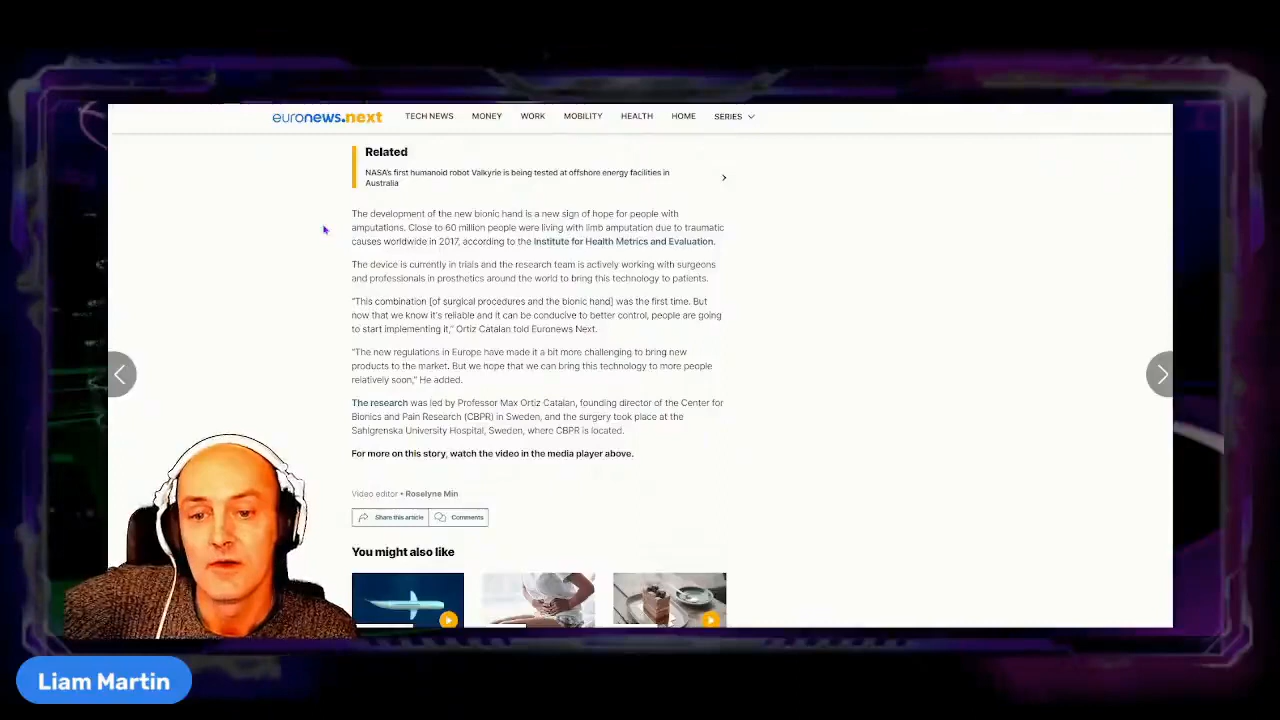 euronews.next TECH NEWS MONEY WORK MOBILITY HEALTH HOME SERIES
Related
NASA's first humanoid robot Valkyrie is being tested at offshore energy facilities in
Australia
The development of the new bionic hand is a new sign of hope for people with
amputations. Close to 60 million people were living with limb amputation due to traumatic
causes worldwide in 2017, according to the Institute for Health Metrics and Evaluation.
The device is currently in trials and the research team is actively working with surgeons
and professionals in prosthetics around the world to bring this technology to patients.
"This combination [of surgical procedures and the bionic hand] was the first time. But
now that we know it's reliable and it can be conducive to better control, people are going
to start implementing it," Ortiz Catalan told Euronews Next.
"The new regulations in Europe have made it a bit more challenging to bring new
products to the market. But we hope that we can bring this technology to more people
relatively soon," He added.
The research was led by Professor Max Ortiz Catalan, founding director of the Center for
Bionics and Pain Research (CBPR) in Sweden, and the surgery took place at the
Sahlgrenska University Hospital, Sweden, where CBPR is located.
For more on this story, watch the video in the media player above.
Video editor • Roselyne Min
Share this article Comments
You might also like
Liam Martin